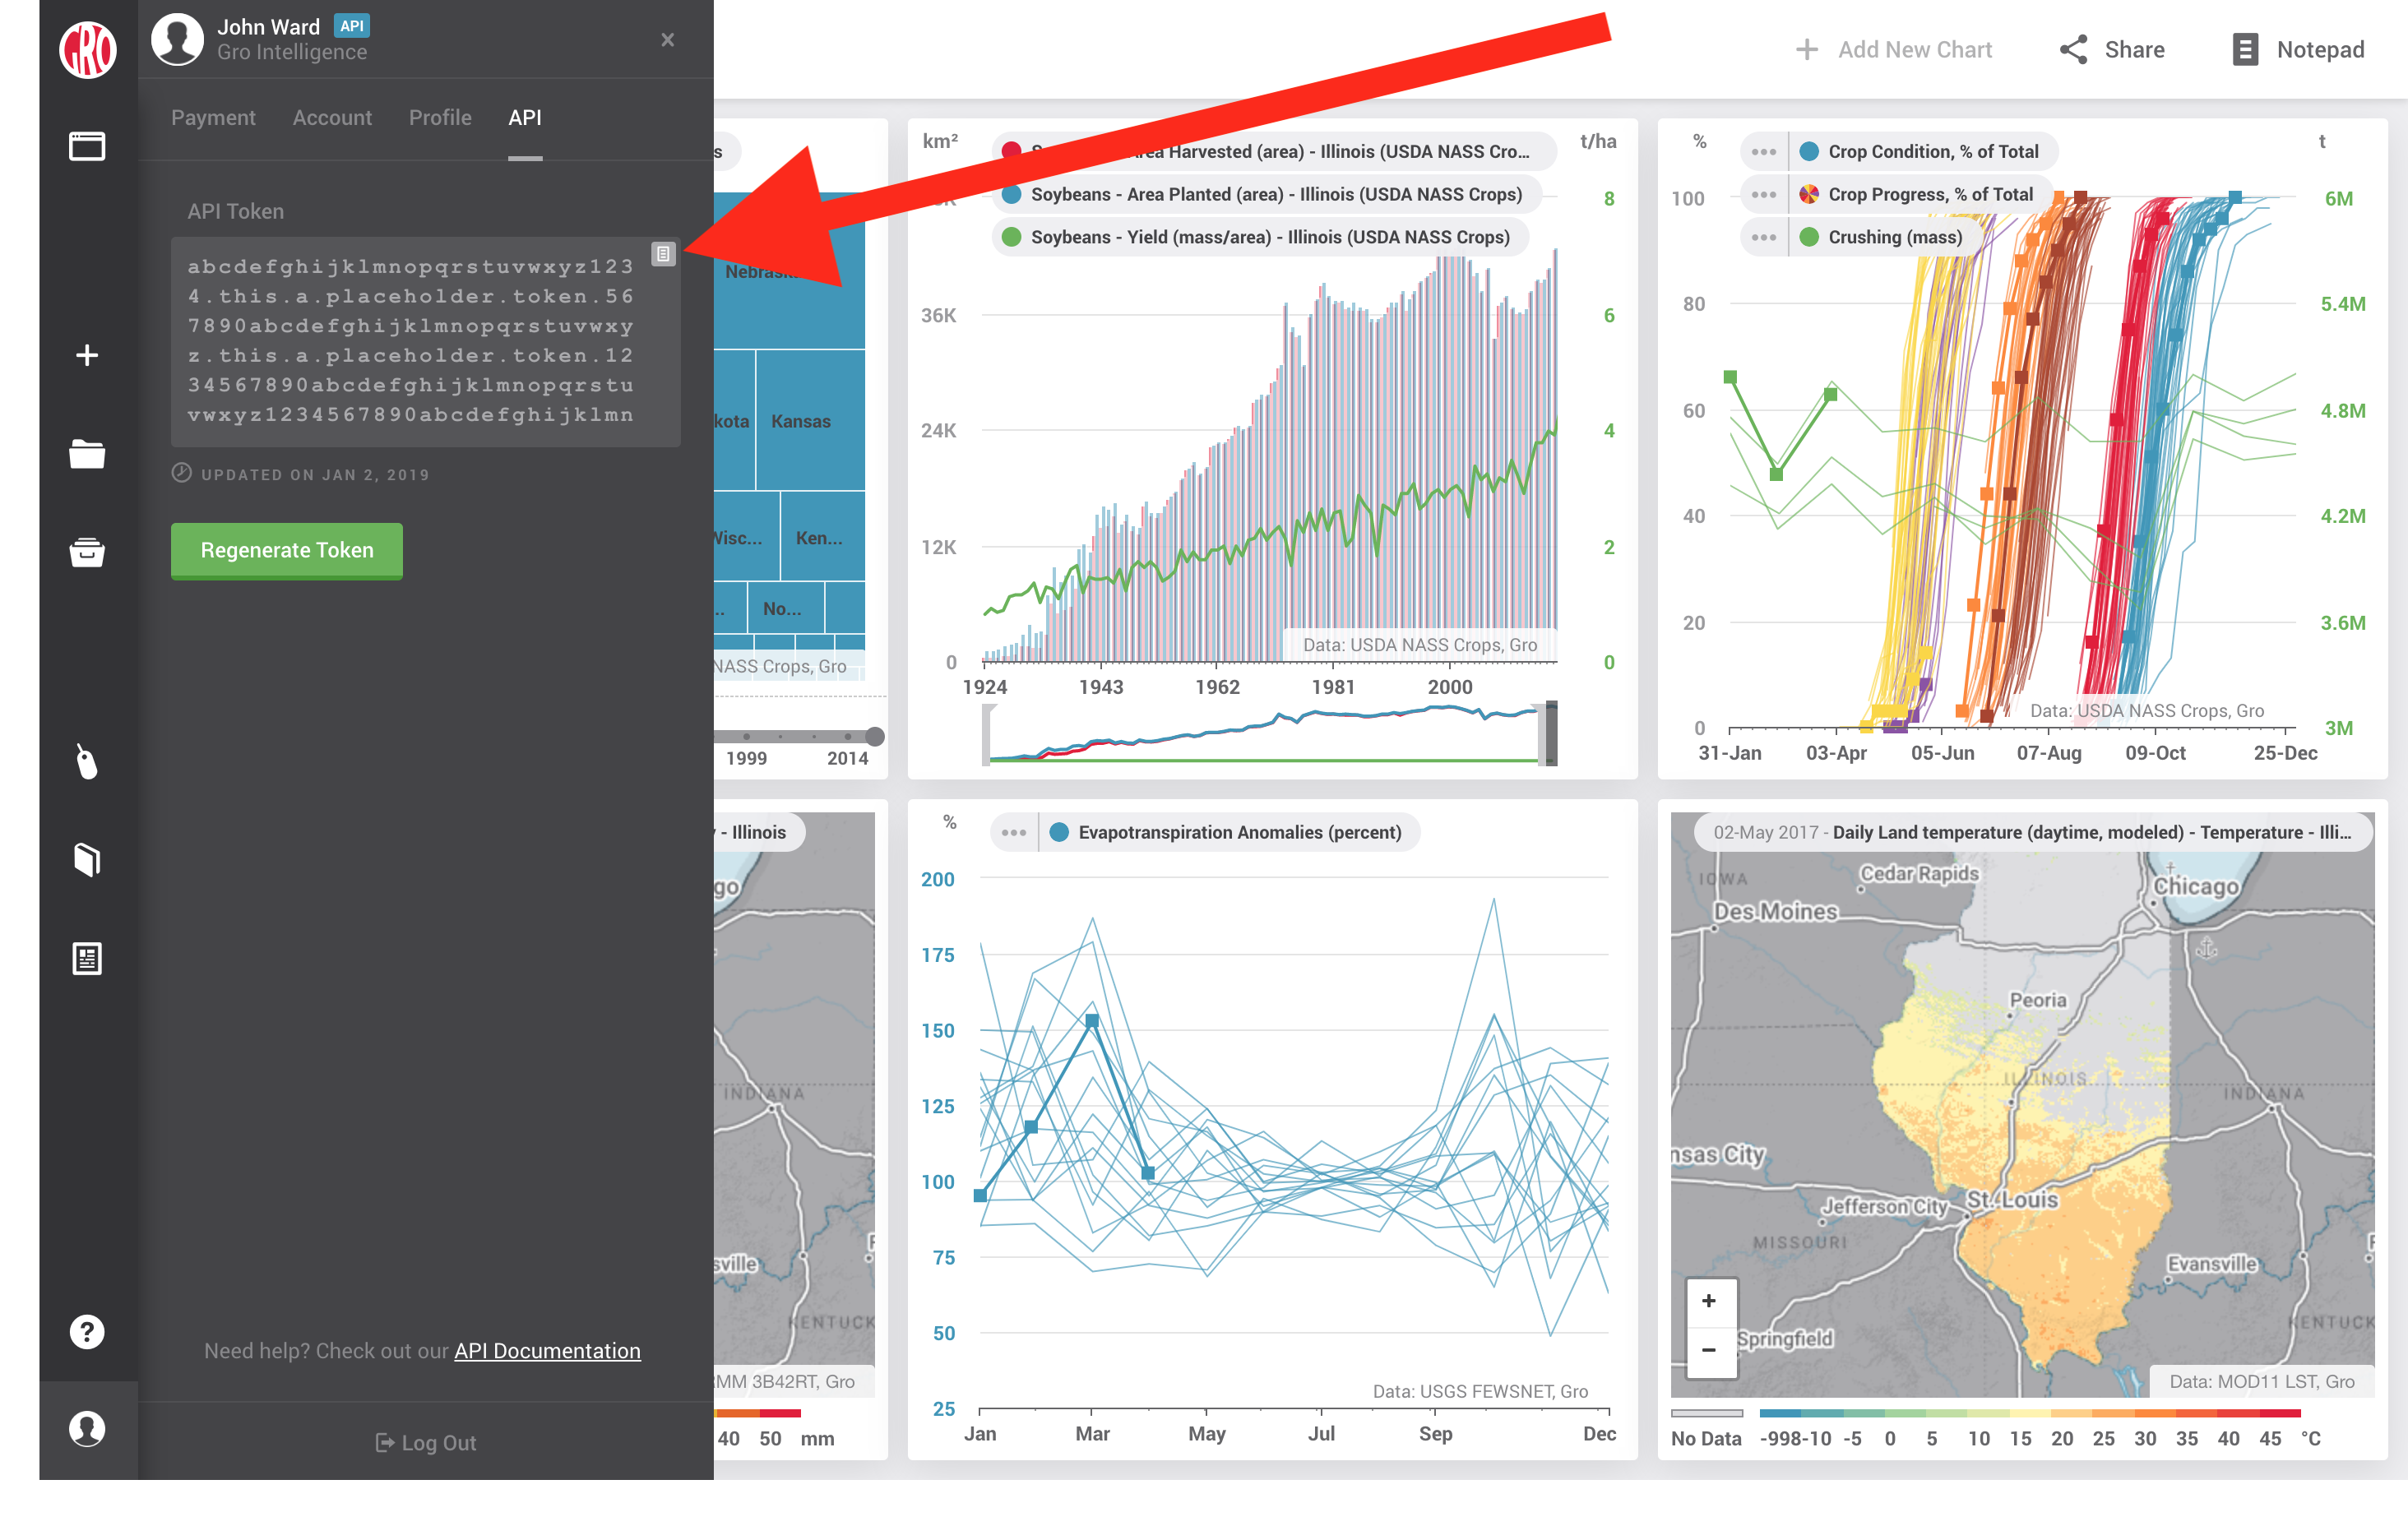 GRO
John Ward API
Gro Intelligence
x
Payment Account Profile API
API Token
abcdefghijklmnopqrstuvwxyz123
4.this.a.placeholder.token.56
7890abcdefghijklmnopqrstuvwxy
z.this.a.placeholder.token.12
34567890abcdefghijklmnopqrstu
vwxyz1234567890abcdefghijklmn
UPDATED ON JAN 2, 2019
Regenerate Token
Need help? Check out our API Documentation
Log Out
?
+ Add New Chart Share Notepad
s
Nebras...
kota Kansas
Wisc... Ken...
.. No...
NASS Crops, Gro
1999 2014
km² t/ha
Area Harvested (area) - Illinois (USDA NASS Cro...
Soybeans - Area Planted (area) - Illinois (USDA NASS Crops)
Soybeans - Yield (mass/area) - Illinois (USDA NASS Crops)
8
36K 6
24K 4
12K 2
Data: USDA NASS Crops, Gro
0 0
1924 1943 1962 1981 2000
% t
Crop Condition, % of Total
Crop Progress, % of Total
Crushing (mass)
100 6M
80 5.4M
60 4.8M
40 4.2M
20 3.6M
Data: USDA NASS Crops, Gro
0 3M
31-Jan 03-Apr 05-Jun 07-Aug 09-Oct 25-Dec
- Illinois
go
INDIANA
sville
KENTUCK
RMM 3B42RT, Gro
40 50 mm
%
Evapotranspiration Anomalies (percent)
200
175
150
125
100
75
50
Data: USGS FEWSNET, Gro
25
Jan Mar May Jul Sep Dec
02-May 2017 - Daily Land temperature (daytime, modeled) - Temperature - Illi...
IOWA
Cedar Rapids
Chicago
Des Moines
Peoria
ILLINOIS
INDIANA
nsas City
St. Louis
Jefferson City
MISSOURI
Evansville
+
Springfield
KENTUCK
−
Data: MOD11 LST, Gro
No Data -998 -10 -5 0 5 10 15 20 25 30 35 40 45 °C